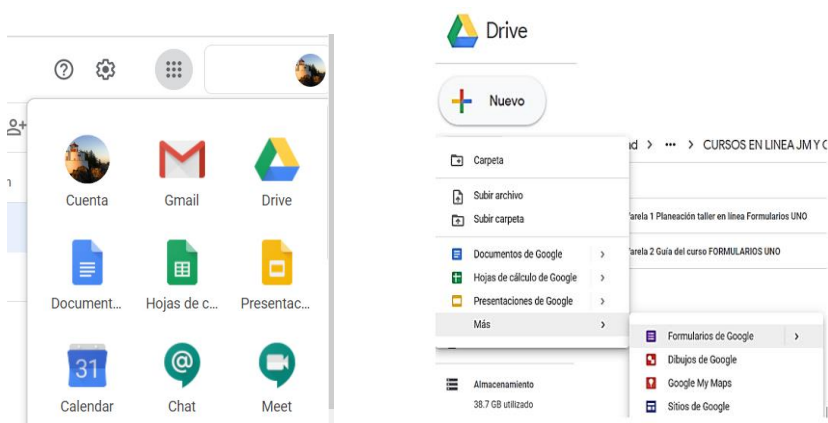 Cuenta
Gmail
Drive
Document...
Hojas de c...
Presentac...
31
Calendar
Chat
Meet
Drive
Nuevo
Carpeta
Subir archivo
Subir carpeta
Documentos de Google
Hojas de cálculo de Google
Presentaciones de Google
Más
Almacenamiento
38.7 GB utilizado
> ••• > CURSOS EN LINEA JM Y
Tarela 1 Planeación taller en línea Formularios UNO
Tarela 2 Guía del curso FORMULARIOS UNO
Formularios de Google
Dibujos de Google
Google My Maps
Sitios de Google